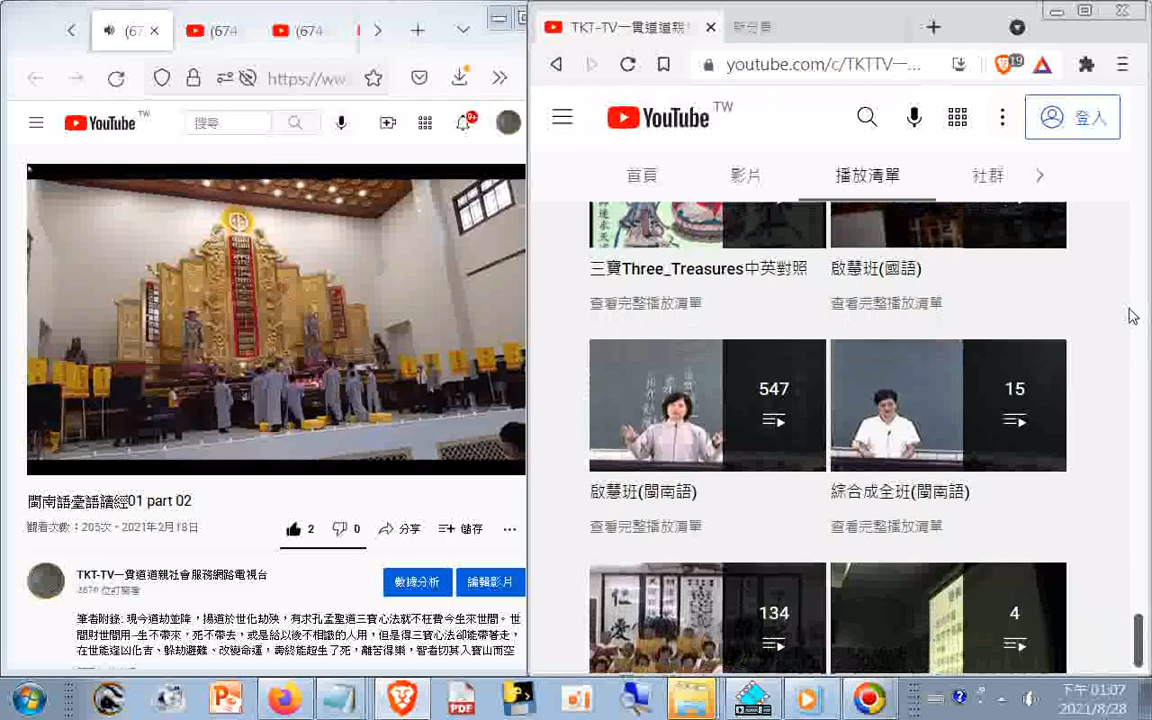 (67
(674
(674
https://ww
YouTube TW
搜尋
9+
閩南語臺語讀經01 part 02
觀看次數：205次・2021年2月18日
2
0
分享
儲存
TKT-TV一貫道道親社會服務網路電視台
數據分析
編輯影片
筆者附錄: 現今道劫並降，揚道於世化劫殃，有求孔孟聖道三寶心法就不枉費今生來世間。世
間財世間用一生不帶來，死不帶去，或是給以後不相識的人用，但是得三寶心法卻能帶著走，
在世能逢凶化吉、躲劫避難、改變命運，壽終能超生了死，離苦得樂，智者切莫入寶山而空
TKT-TV一貫道道親
新分頁
youtube.com/c/TKTTV一...
19
YouTube TW
登入
首頁
影片
播放清單
社群
三寶Three_Treasures中英對照
啟慧班(國語)
查看完整播放清單
查看完整播放清單
547
15
啟慧班(閩南語)
綜合成全班(閩南語)
查看完整播放清單
查看完整播放清單
仁
愛
134
4
PDF
下午 01:07
2021/8/28